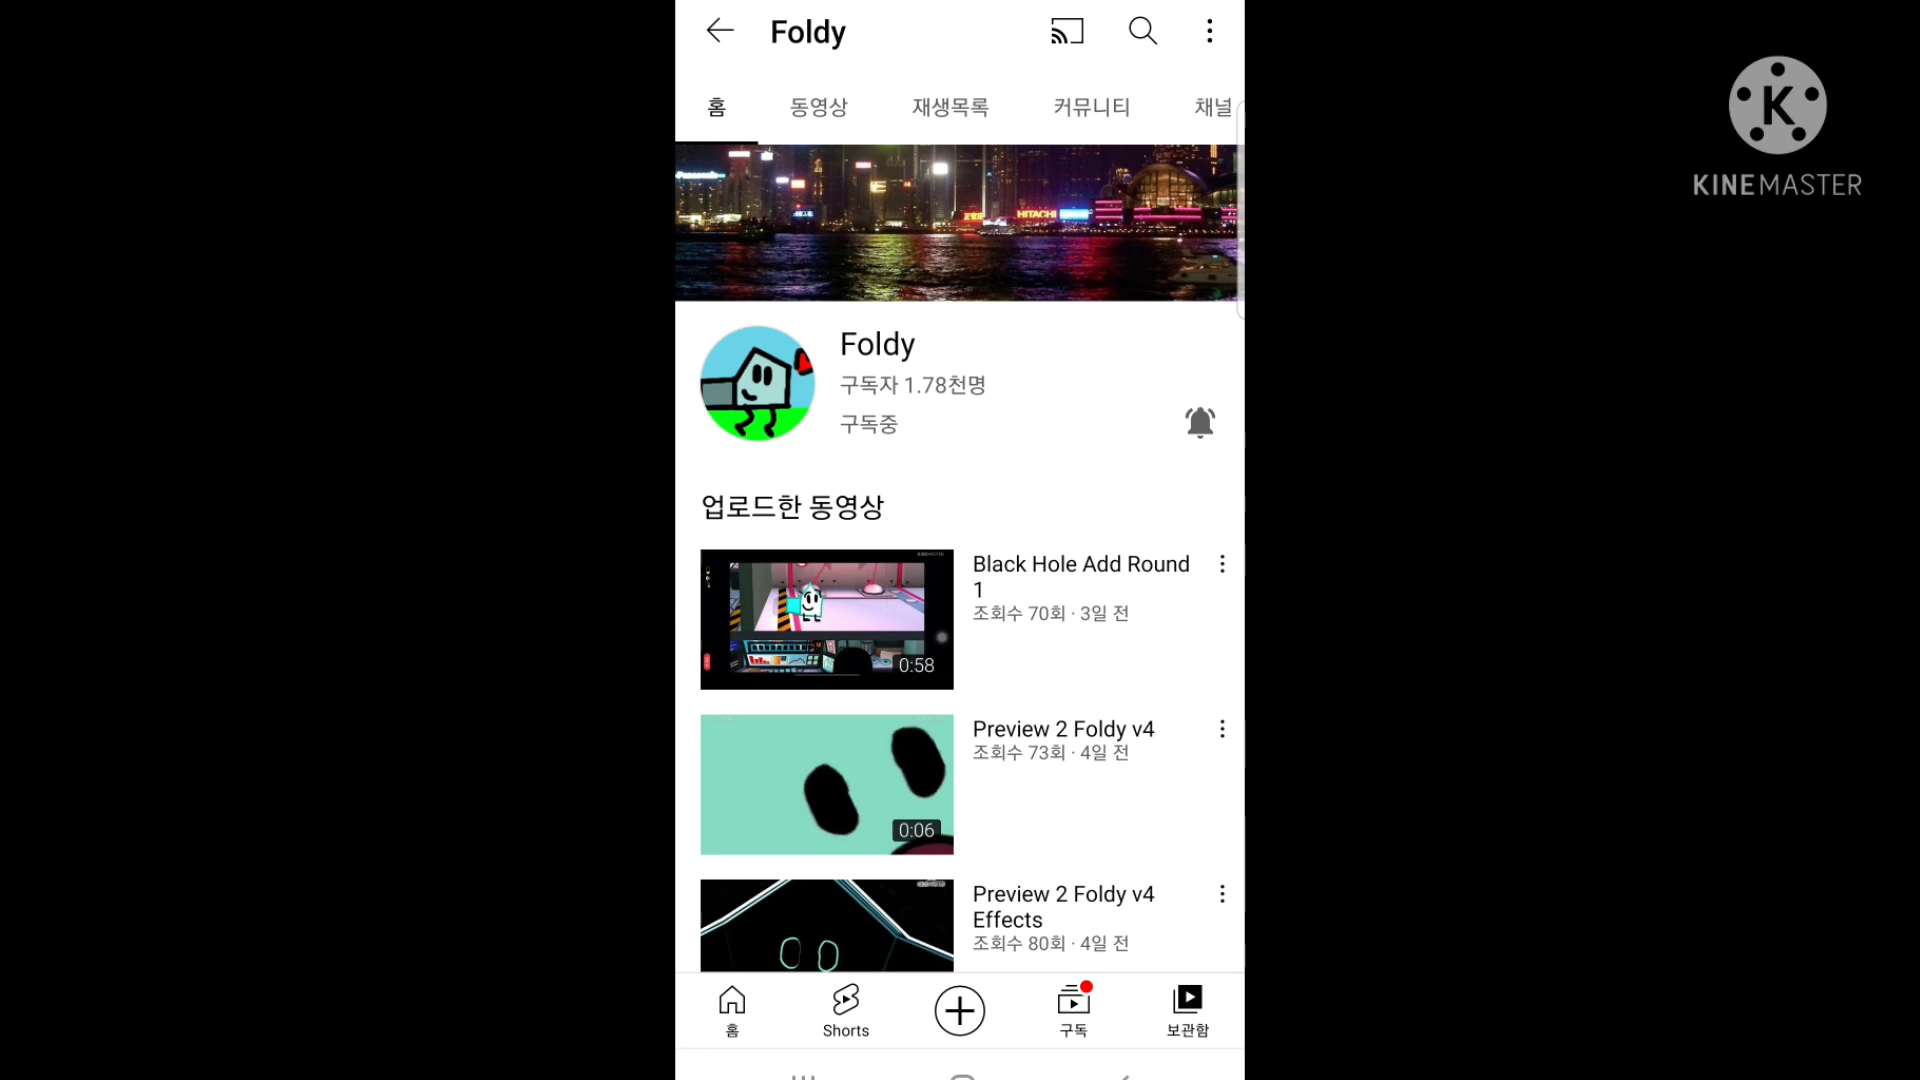 Foldy
홈 동영상 재생목록 커뮤니티 채널
KINEMASTER
Panasonic
HITACHI
Foldy
구독자 1.78천명
구독중
업로드한 동영상
Black Hole Add Round
1
조회수 70회 · 3일 전
0:58
Preview 2 Foldy v4
조회수 73회 · 4일 전
0:06
Preview 2 Foldy v4
Effects
조회수 80회 · 4일 전
홈 Shorts 구독 보관함